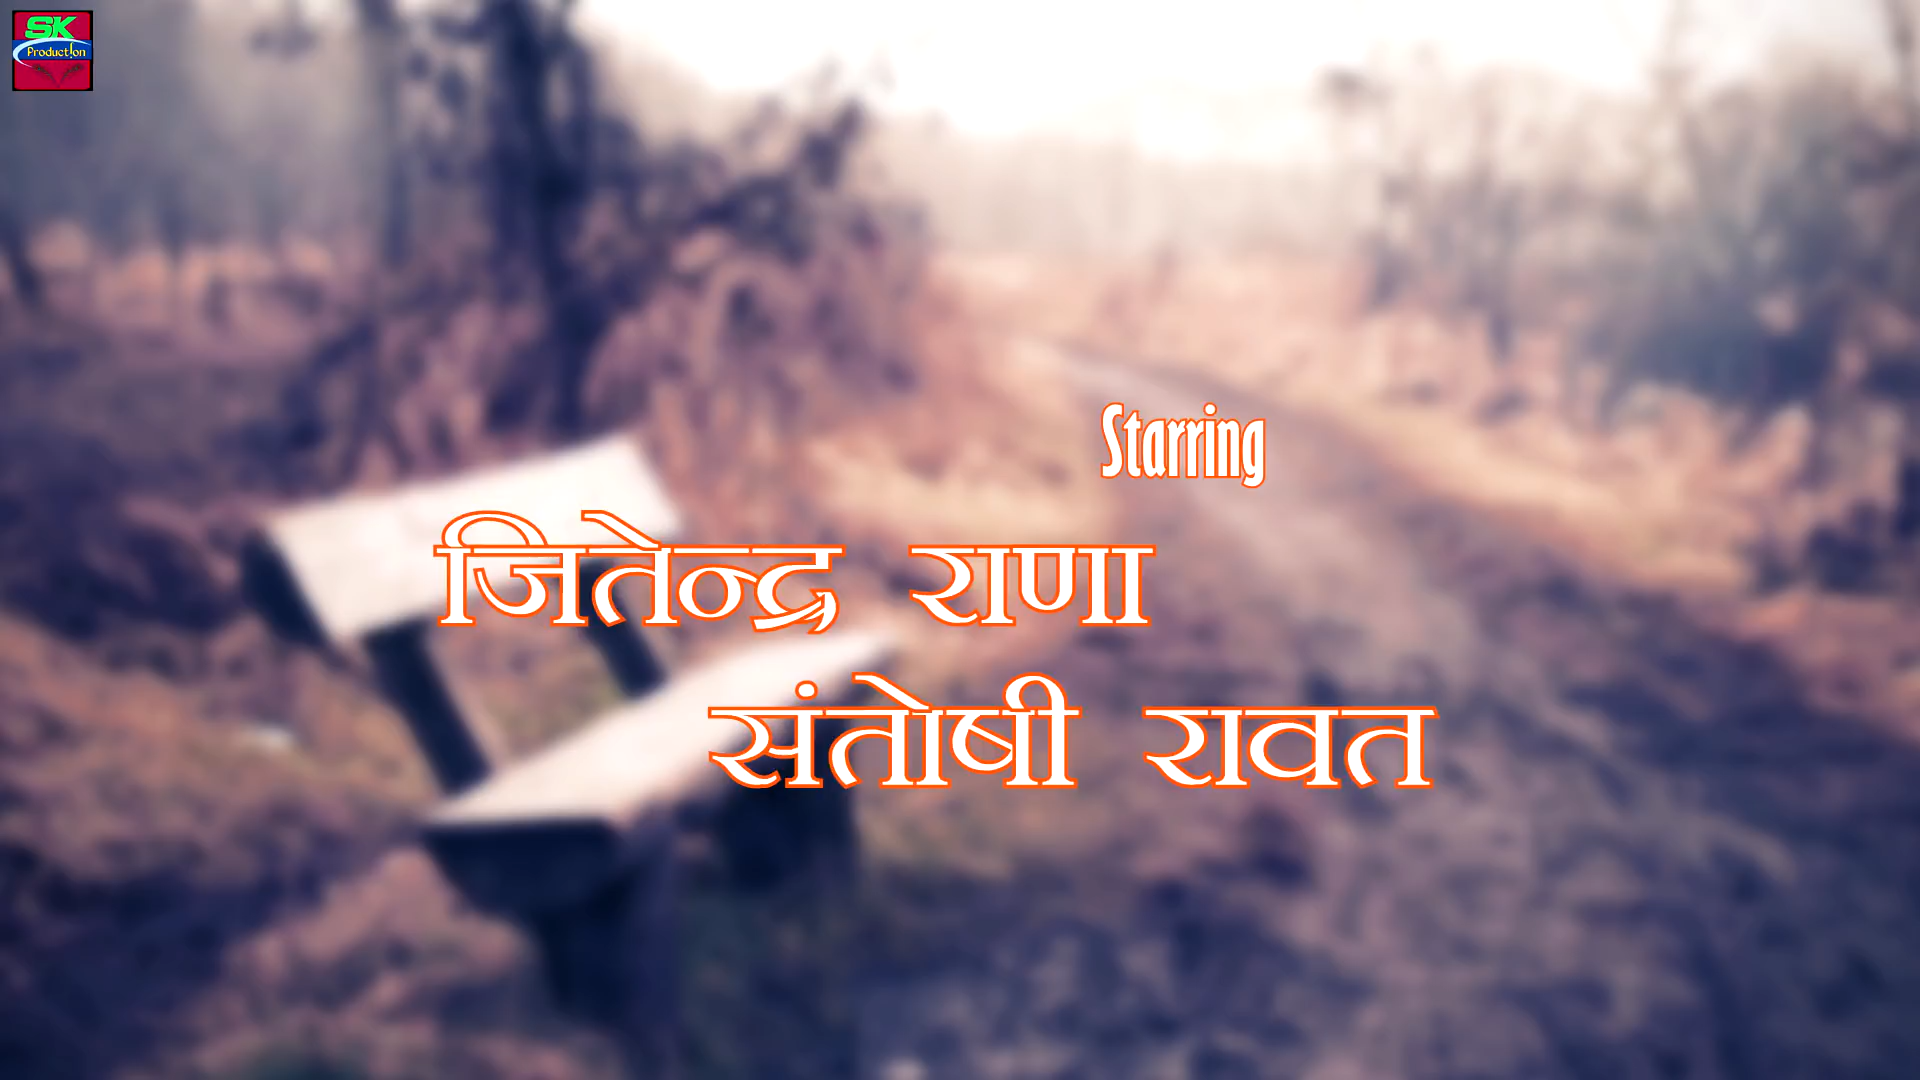 SK
Production
Starring
जितेन्द्र राणा
संतोषी रावत